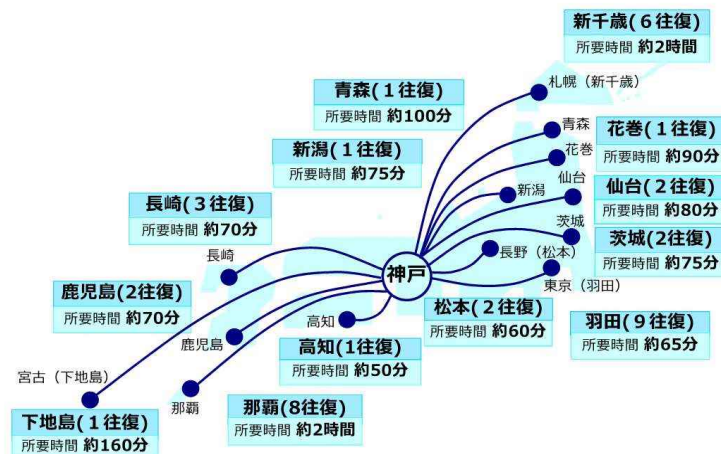 新千歳(６往復)
所要時間 約2時間
札幌（新千歳）
青森(１往復)
所要時間 約100分
青森
花巻
花巻(１往復)
所要時間 約90分
新潟(１往復)
所要時間 約75分
仙台
新潟
仙台(２往復)
所要時間 約80分
長崎(３往復)
所要時間 約70分
茨城
茨城(2往復)
所要時間 約75分
長崎
神戸
長野（松本）
東京（羽田）
鹿児島(2往復)
所要時間 約70分
松本(２往復)
所要時間 約60分
羽田(９往復)
所要時間 約65分
高知
鹿児島
高知(1往復)
所要時間 約50分
宮古（下地島）
那覇
下地島(１往復)
所要時間 約160分
那覇(8往復)
所要時間 約2時間